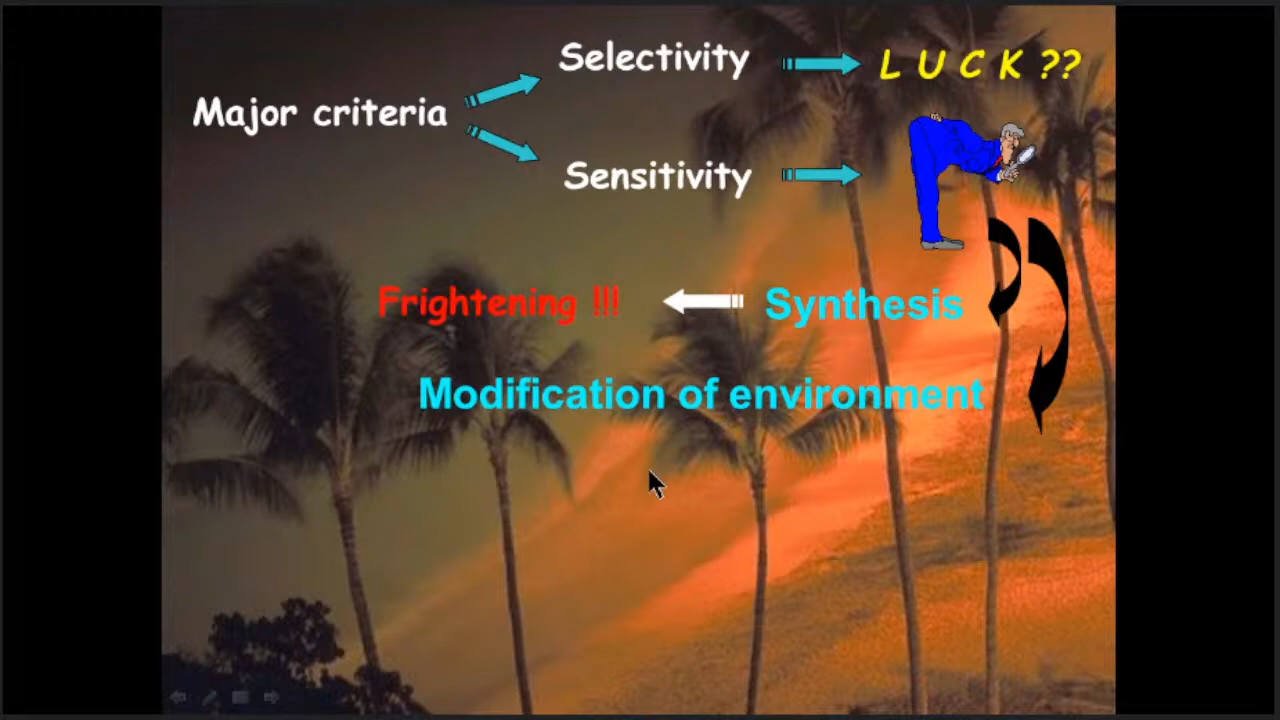 Selectivity
L U C K ??
Major criteria
Sensitivity
Frightening !!!
Synthesis
Modification of environment